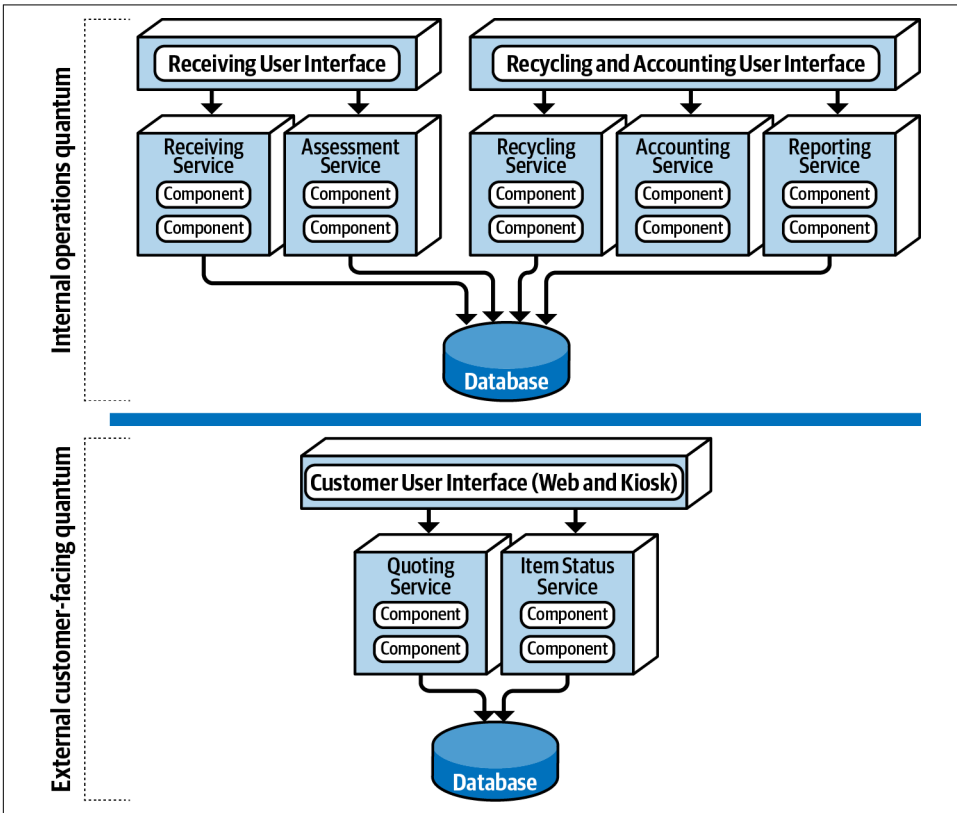 Internal operations quantum
Receiving User Interface
Recycling and Accounting User Interface
Receiving
Service
Component
Component
Assessment
Service
Component
Component
Recycling
Service
Component
Component
Accounting
Service
Component
Component
Reporting
Service
Component
Component
Database
External customer-facing quantum
Customer User Interface (Web and Kiosk)
Quoting
Service
Component
Component
Item Status
Service
Component
Component
Database